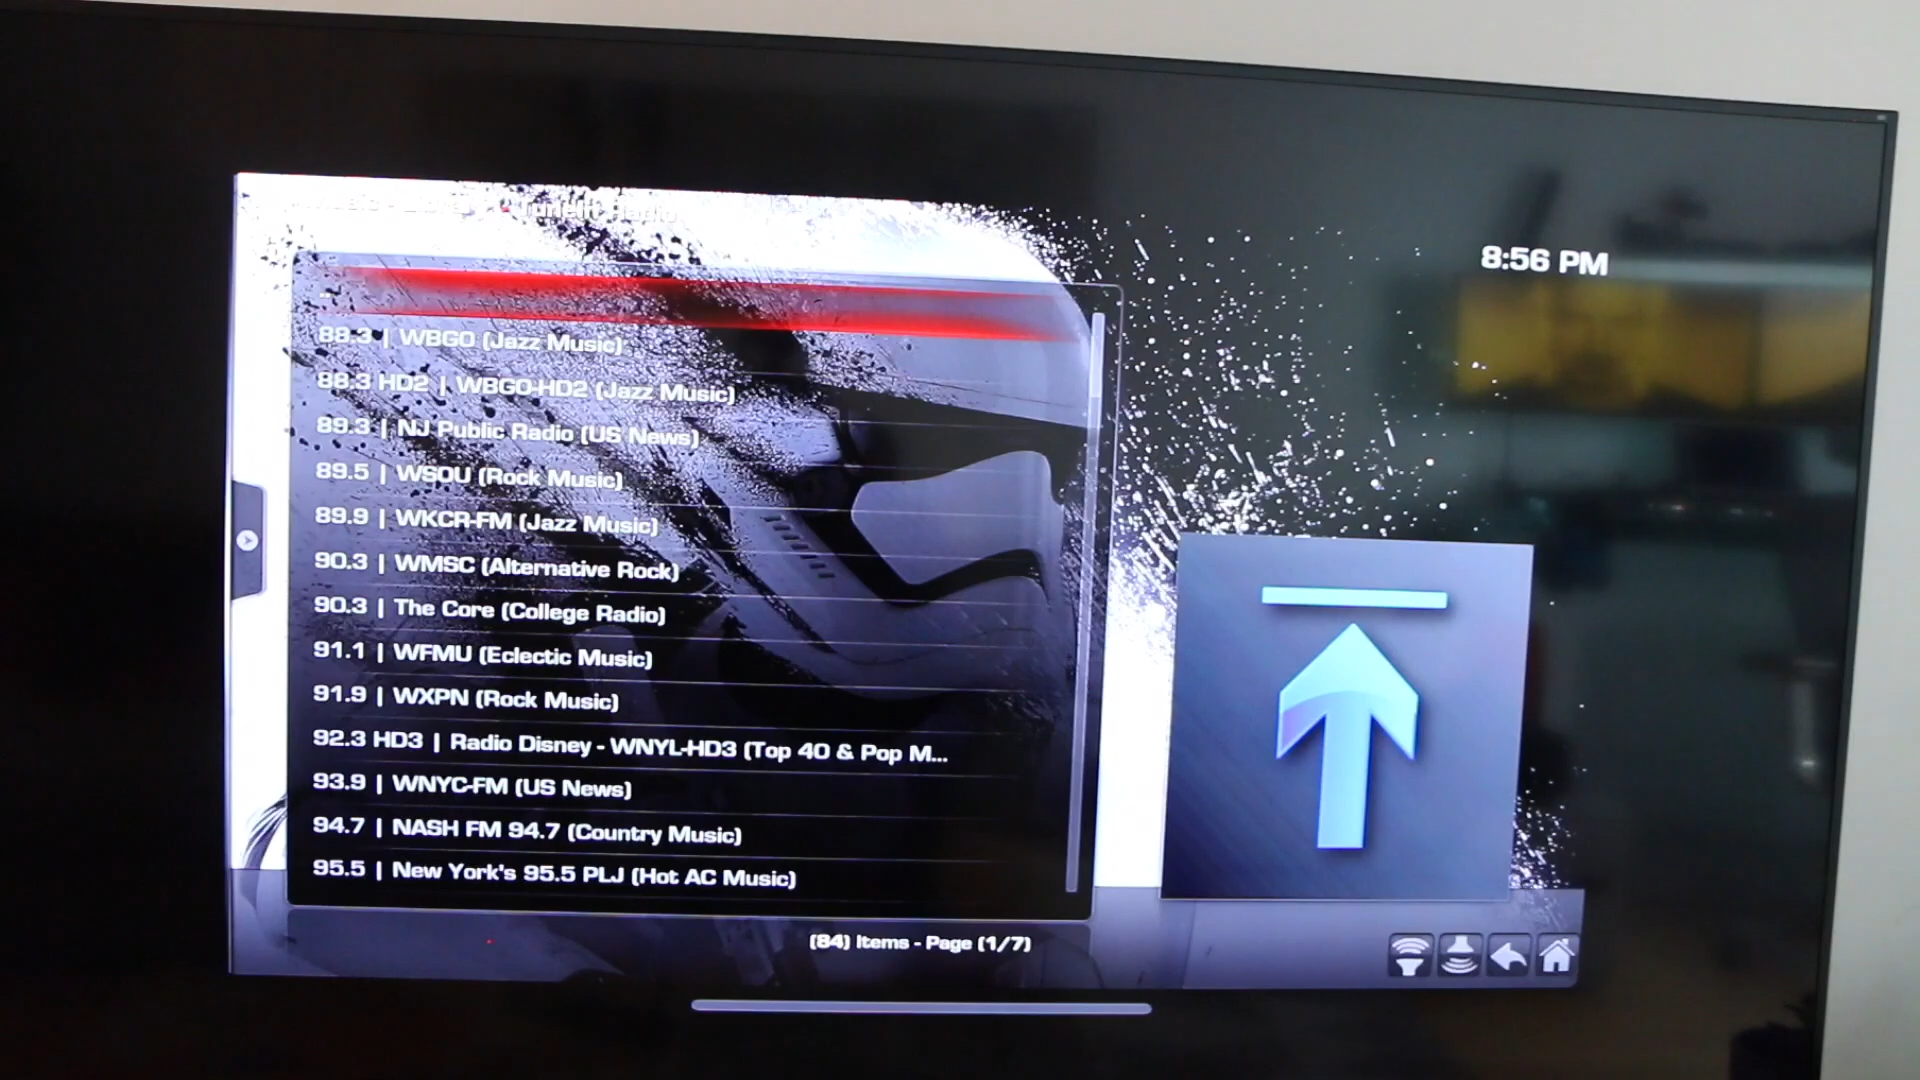 TuneIn Radio
8:56 PM
..
88.3 | WBGO (Jazz Music)
88.3 HD2 | WBGO-HD2 (Jazz Music)
89.3 | NJ Public Radio (US News)
89.5 | WSOU (Rock Music)
89.9 | WKCR-FM (Jazz Music)
90.3 | WMSC (Alternative Rock)
90.3 | The Core (College Radio)
91.1 | WFMU (Eclectic Music)
91.9 | WXPN (Rock Music)
92.3 HD3 | Radio Disney - WNYL-HD3 (Top 40 & Pop M...
93.9 | WNYC-FM (US News)
94.7 | NASH FM 94.7 (Country Music)
95.5 | New York's 95.5 PLJ (Hot AC Music)
(84) Items - Page (1/7)